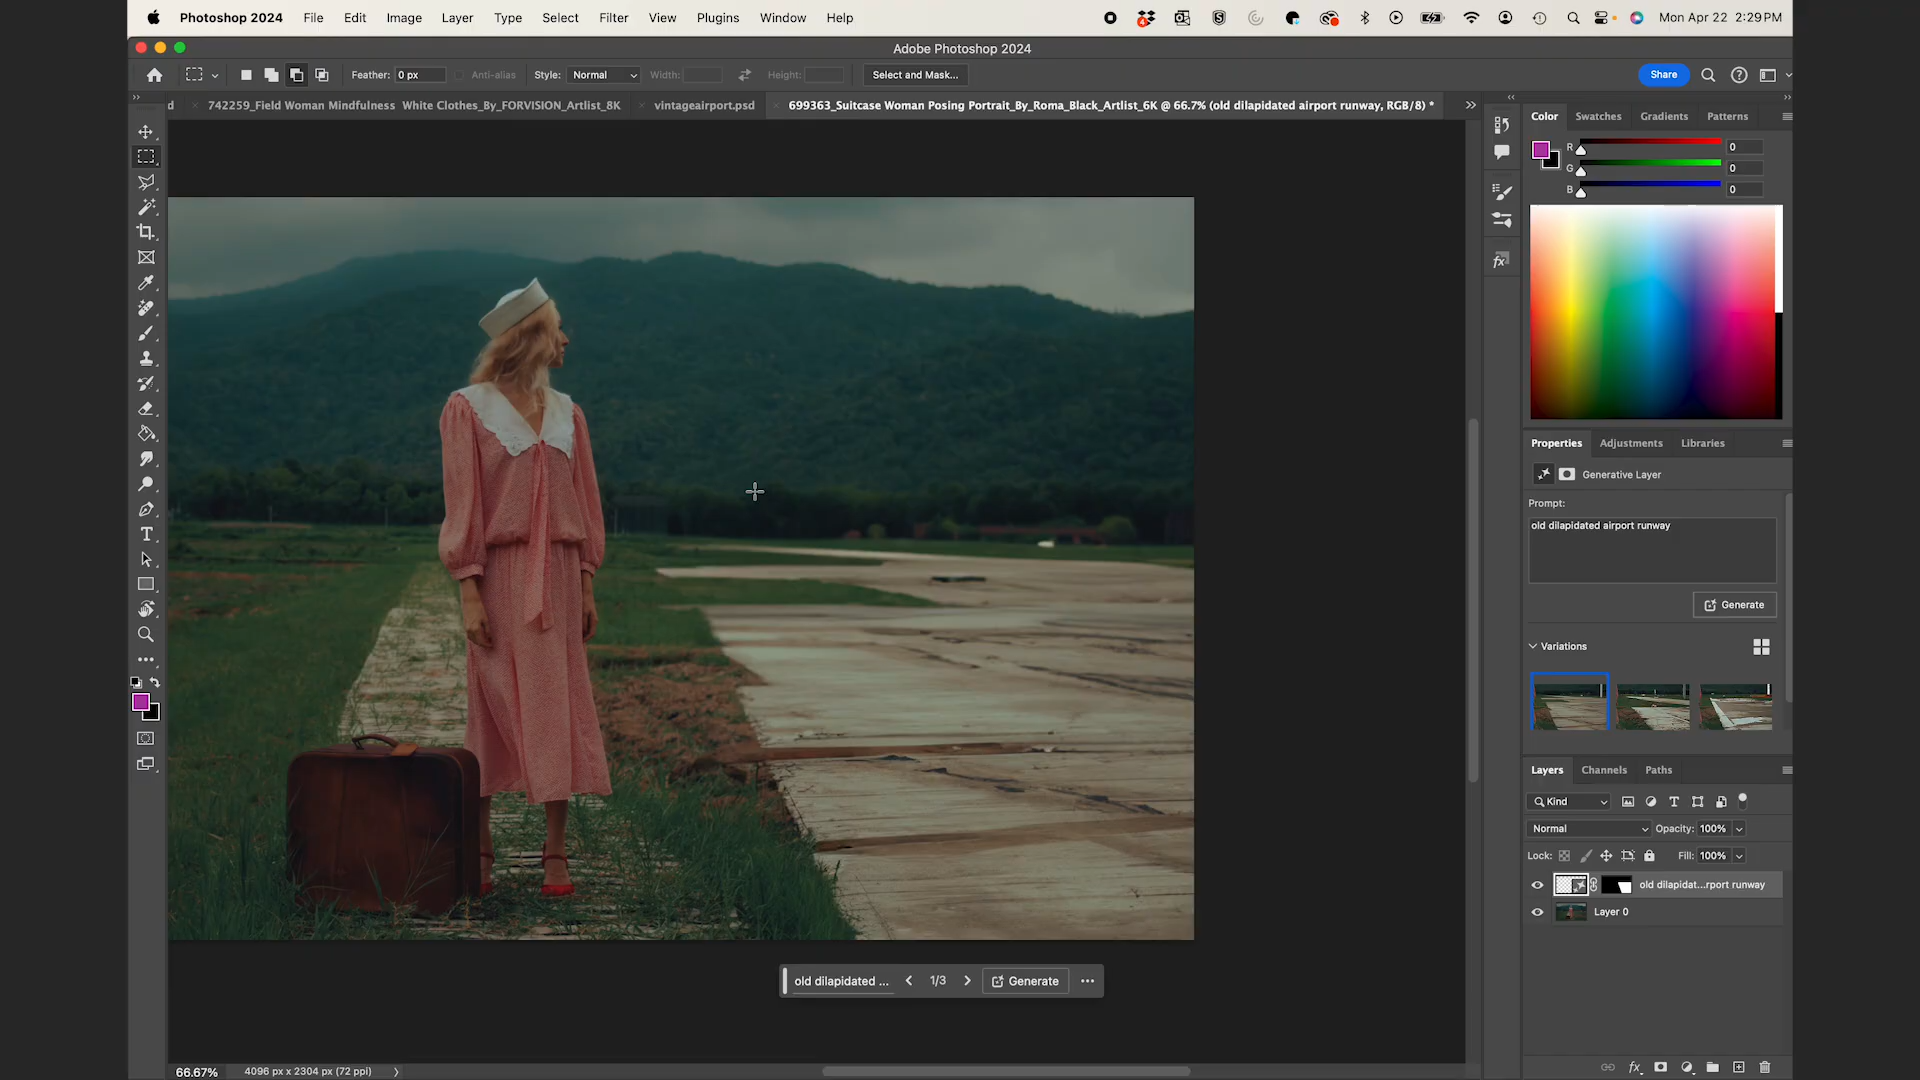 Photoshop 2024 File Edit Image Layer Type Select Filter View Plugins Window Help Mon Apr 22 2:29 PM
4
Adobe Photoshop 2024
Feather: 0 px Anti-alias Style: Normal Width: Height: Select and Mask... Share
d 742259_Field Woman Mindfulness White Clothes_By_FORVISION_Artlist_8K vintageairport.psd 699363_Suitcase Woman Posing Portrait_By_Roma_Black_Artlist_6K @ 66.7% (old dilapidated airport runway, RGB/8) *
Color Swatches Gradients Patterns
R 0
G 0
B 0
Properties Adjustments Libraries
Generative Layer
Prompt:
old dilapidated airport runway
Generate
Variations
Layers Channels Paths
Kind
Normal Opacity: 100%
Lock: Fill: 100%
old dilapidat...rport runway
Layer 0
old dilapidated ... 1/3 Generate
66.67% 4096 px x 2304 px (72 ppi)